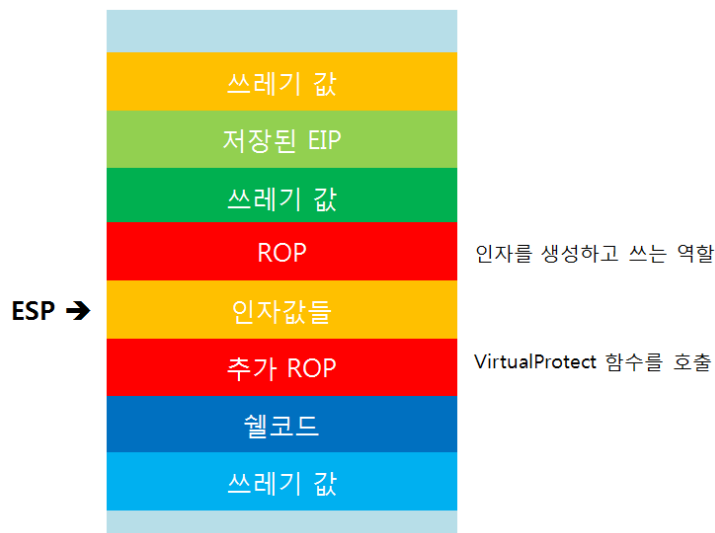 쓰레기 값
저장된 EIP
쓰레기 값
ROP
인자를 생성하고 쓰는 역할
ESP ➔
인자값들
추가 ROP
VirtualProtect 함수를 호출
쉘코드
쓰레기 값